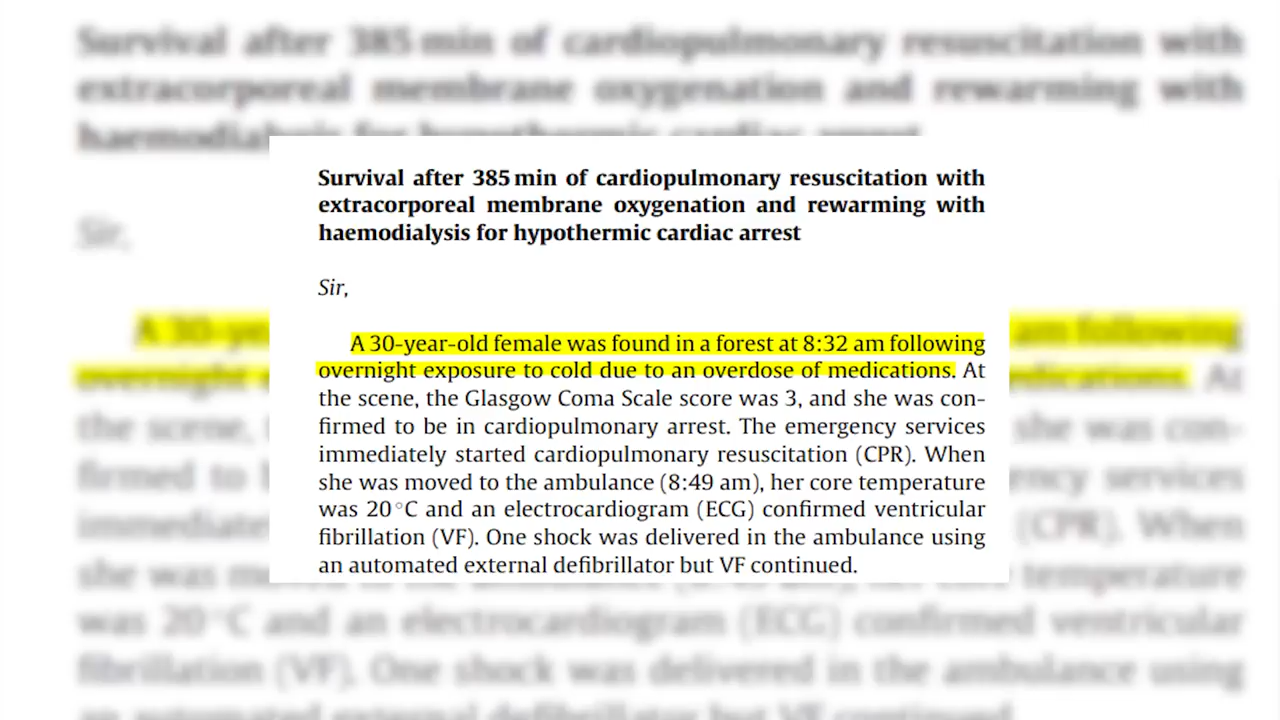 Survival after 385 min of cardiopulmonary resuscitation with
extracorporeal membrane oxygenation and rewarming with
haemodialysis for hypothermic cardiac arrest
Sir,
A 30-year-old female was found in a forest at 8:32 am following
overnight exposure to cold due to an overdose of medications. At
the scene, the Glasgow Coma Scale score was 3, and she was con-
firmed to be in cardiopulmonary arrest. The emergency services
immediately started cardiopulmonary resuscitation (CPR). When
she was moved to the ambulance (8:49 am), her core temperature
was 20 °C and an electrocardiogram (ECG) confirmed ventricular
fibrillation (VF). One shock was delivered in the ambulance using
an automated external defibrillator but VF continued.